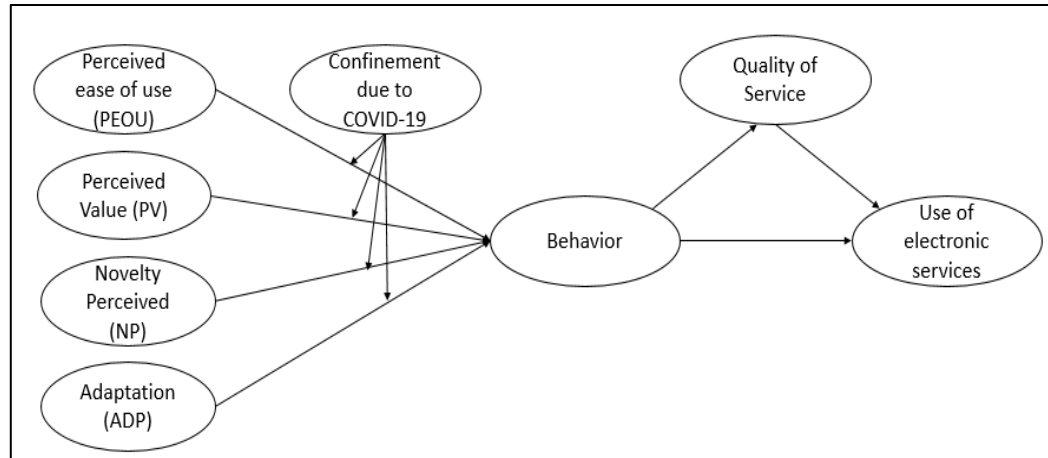 Perceived
ease of use
(PEOU)
Confinement
due to
COVID-19
Quality of
Service
Perceived
Value (PV)
Behavior
Use of
electronic
services
Novelty
Perceived
(NP)
Adaptation
(ADP)